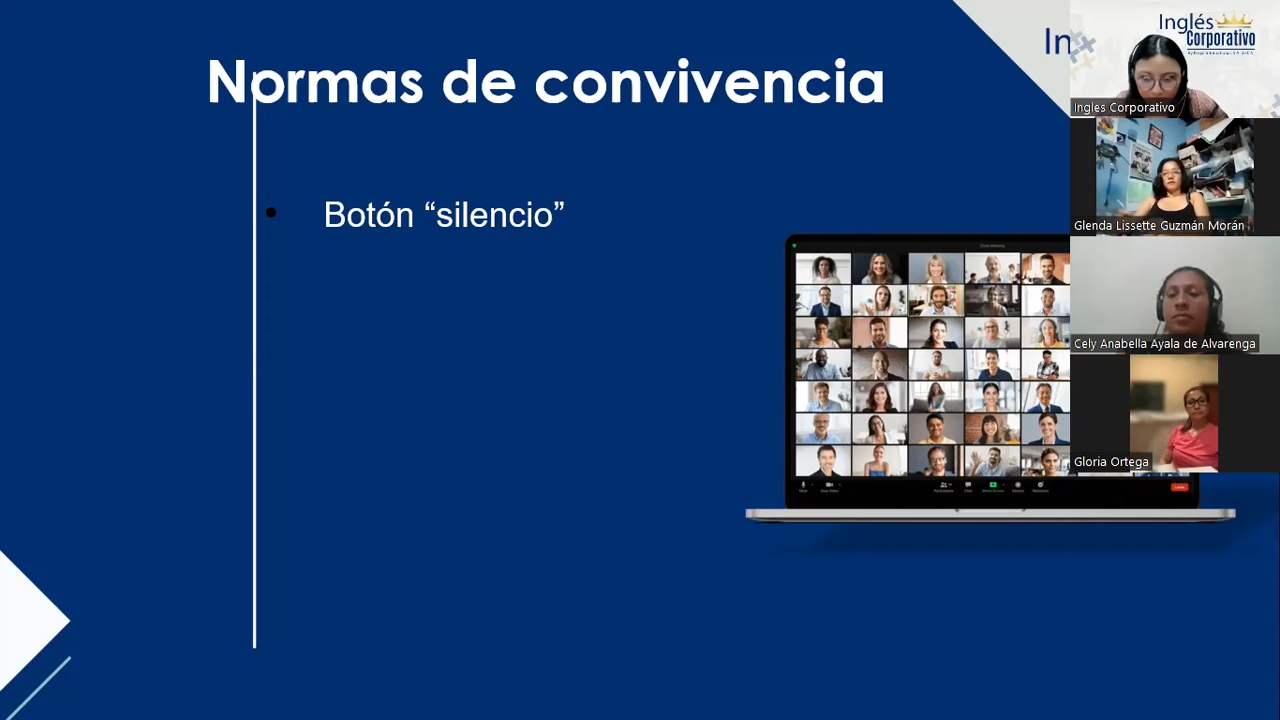 Normas de convivencia
• Botón “silencio”
In
Inglés
Corporativo
Ingles Corporativo
Glenda Lissette Guzmán Morán
Cely Anabella Ayala de Alvarenga
Gloria Ortega